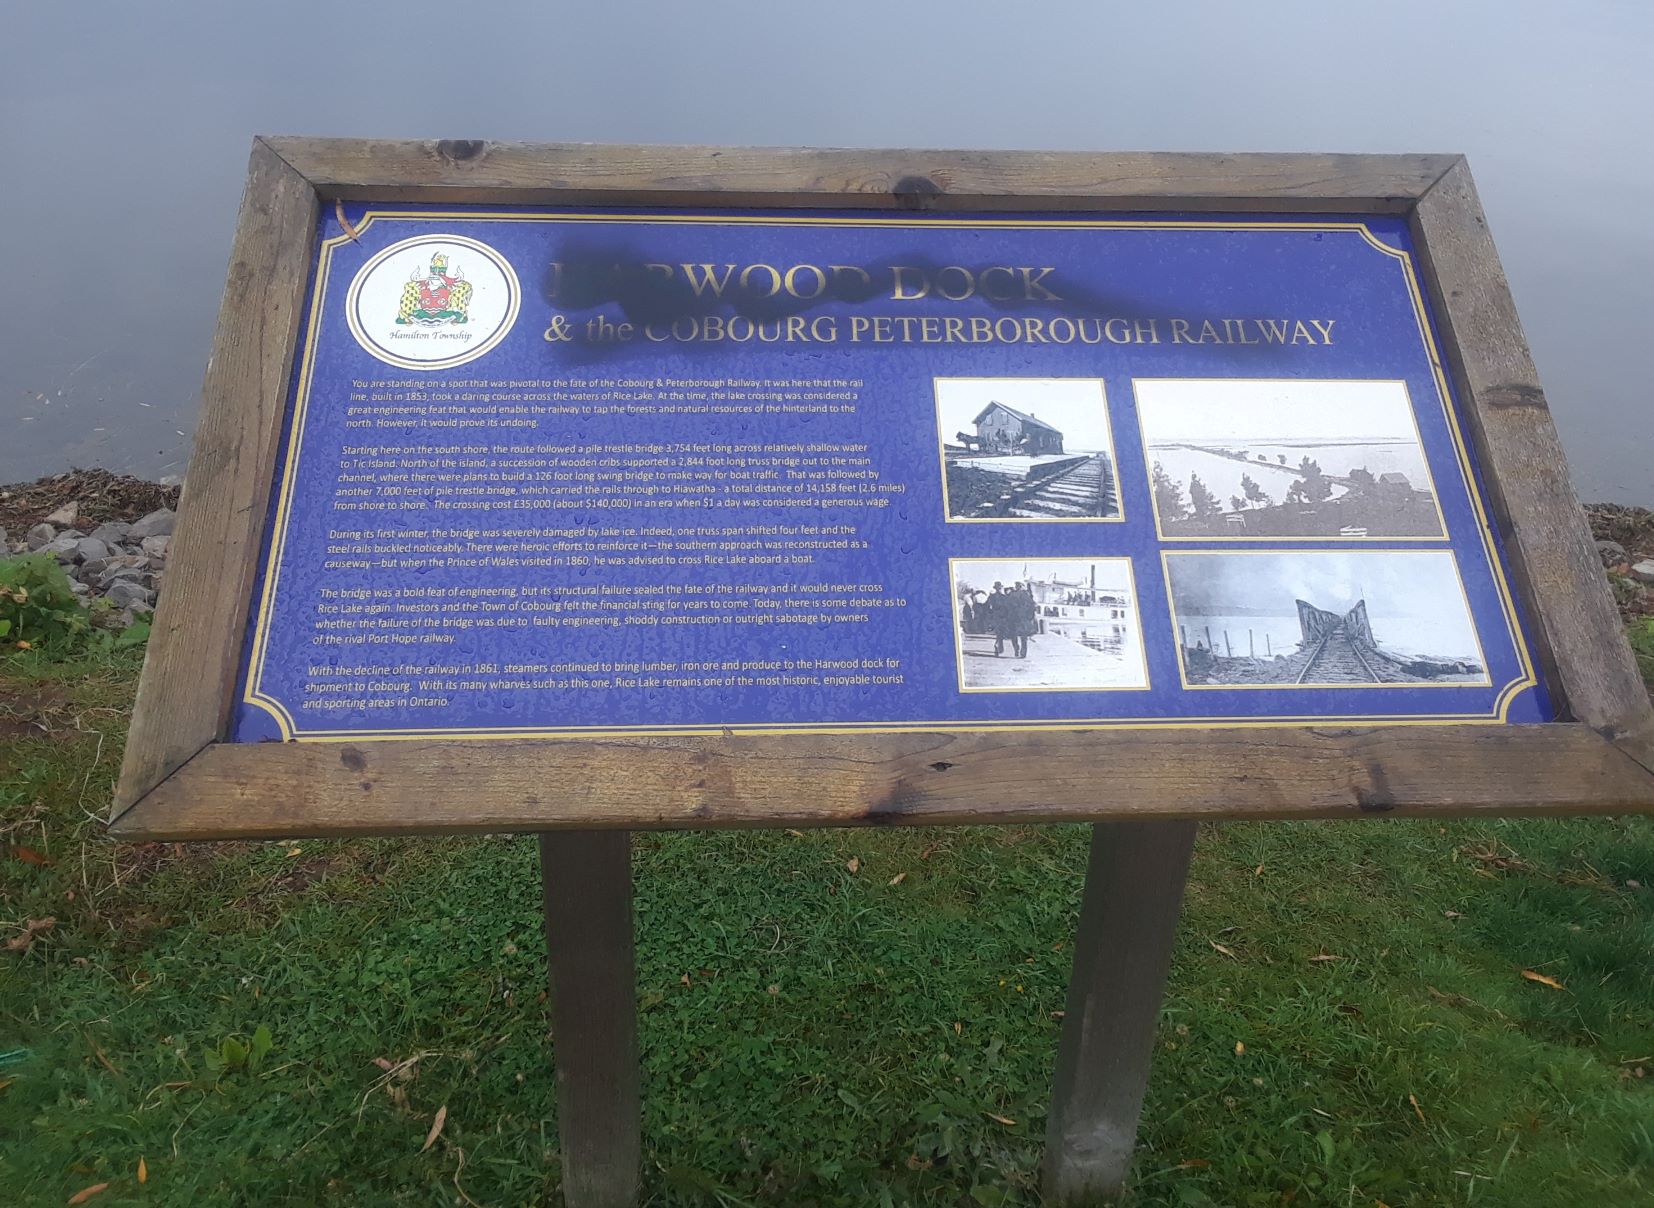 HARWOOD DOCK
& the COBOURG PETERBOROUGH RAILWAY
Hamilton Township
You are standing on a spot that was pivotal to the fate of the Cobourg & Peterborough Railway. It was here that the rail
line, built in 1853, took a daring course across the waters of Rice Lake. At the time, the lake crossing was considered a
great engineering feat that would enable the railway to tap the forests and natural resources of the hinterland to the
north. However, it would prove its undoing.
Starting here on the south shore, the route followed a pile trestle bridge 3,754 feet long across relatively shallow water
to Tic Island. North of the island, a succession of wooden cribs supported a 2,844 foot long truss bridge out to the main
channel, where there were plans to build a 126 foot long swing bridge to make way for boat traffic. That was followed by
another 7,000 feet of pile trestle bridge, which carried the rails through to Hiawatha - a total distance of 14,158 feet (2.6 miles)
from shore to shore. The crossing cost £35,000 (about $140,000) in an era when $1 a day was considered a generous wage.
During its first winter, the bridge was severely damaged by lake ice. Indeed, one truss span shifted four feet and the
steel rails buckled noticeably. There were heroic efforts to reinforce it—the southern approach was reconstructed as a
causeway—but when the Prince of Wales visited in 1860, he was advised to cross Rice Lake aboard a boat.
The bridge was a bold feat of engineering, but its structural failure sealed the fate of the railway and it would never cross
Rice Lake again. Investors and the Town of Cobourg felt the financial sting for years to come. Today, there is some debate as to
whether the failure of the bridge was due to faulty engineering, shoddy construction or outright sabotage by owners
of the rival Port Hope railway.
With the decline of the railway in 1861, steamers continued to bring lumber, iron ore and produce to the Harwood dock for
shipment to Cobourg. With its many wharves such as this one, Rice Lake remains one of the most historic, enjoyable tourist
and sporting areas in Ontario.